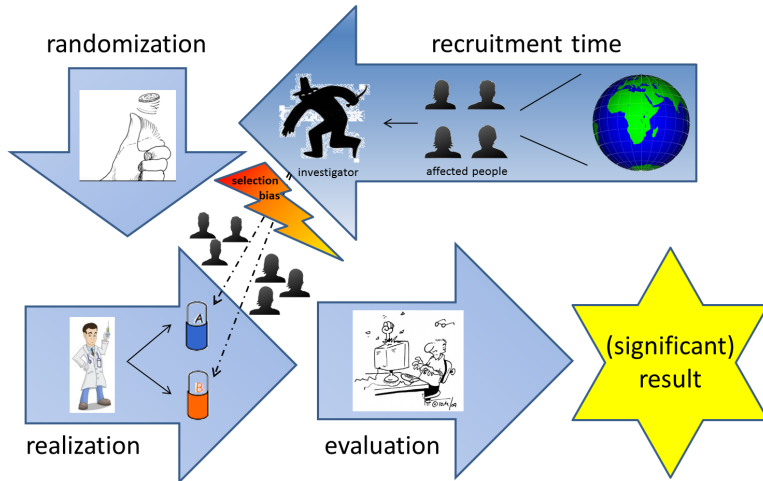 randomization
recruitment time
investigator
affected people
selection
bias
A
B
realization
evaluation
(significant)
result